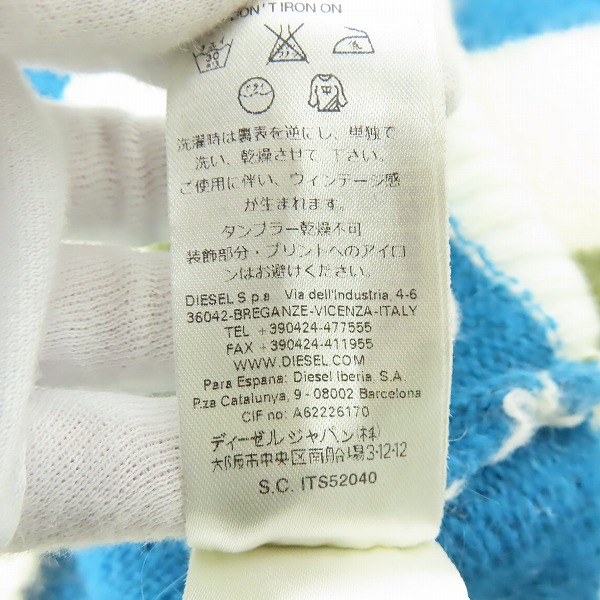 DON'T IRON ON
洗濯時は裏表を逆にし、単独で
洗い、乾燥させて下さい。
ご使用に伴い、ヴィンテージ感
が生まれます。
タンブラー乾燥不可
装飾部分・プリントへのアイロ
ンはお避けください。
DIESEL S.p.a Via dell'Industria, 4-6
36042-BREGANZE-VICENZA-ITALY
TEL +390424-477555
FAX +390424-411955
WWW.DIESEL.COM
Para Espana: Diesel Iberia, S.A.
P.za Catalunya, 9 - 08002 Barcelona
CIF no: A62226170
ディーゼルジャパン(株)
大阪市中央区南船場3-12-12
S.C. ITS52040